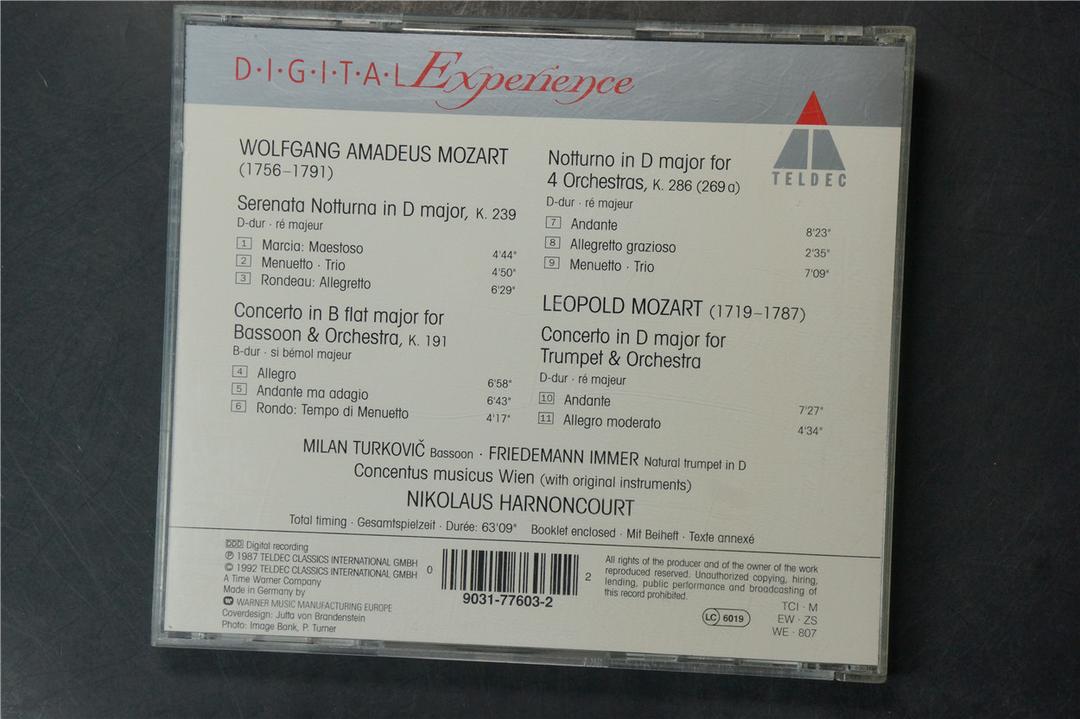 D·I·G·I·T·A·L Experience
TELDEC
WOLFGANG AMADEUS MOZART
(1756–1791)
Serenata Notturna in D major, K. 239
D-dur · ré majeur
1 Marcia: Maestoso 4'44"
2 Menuetto · Trio 4'50"
3 Rondeau: Allegretto 6'29"
Concerto in B flat major for
Bassoon & Orchestra, K. 191
B-dur · si bémol majeur
4 Allegro 6'58"
5 Andante ma adagio 6'43"
6 Rondo: Tempo di Menuetto 4'17"
Notturno in D major for
4 Orchestras, K. 286 (269a)
D-dur · ré majeur
7 Andante 8'23"
8 Allegretto grazioso 2'35"
9 Menuetto · Trio 7'09"
LEOPOLD MOZART (1719–1787)
Concerto in D major for
Trumpet & Orchestra
D-dur · ré majeur
10 Andante 7'27"
11 Allegro moderato 4'34"
MILAN TURKOVIČ Bassoon · FRIEDEMANN IMMER Natural trumpet in D
Concentus musicus Wien (with original instruments)
NIKOLAUS HARNONCOURT
Total timing · Gesamtspielzeit · Durée: 63'09" Booklet enclosed · Mit Beiheft · Texte annexé
DDD Digital recording
℗ 1987 TELDEC CLASSICS INTERNATIONAL GMBH
© 1992 TELDEC CLASSICS INTERNATIONAL GMBH
A Time Warner Company
Made in Germany by
WARNER MUSIC MANUFACTURING EUROPE
Coverdesign: Jutta von Brandenstein
Photo: Image Bank, P. Turner
0 2
9031-77603-2
All rights of the producer and of the owner of the work
reproduced reserved. Unauthorized copying, hiring,
lending, public performance and broadcasting of
this record prohibited.
LC 6019
TCI · M
EW · ZS
WE · 807